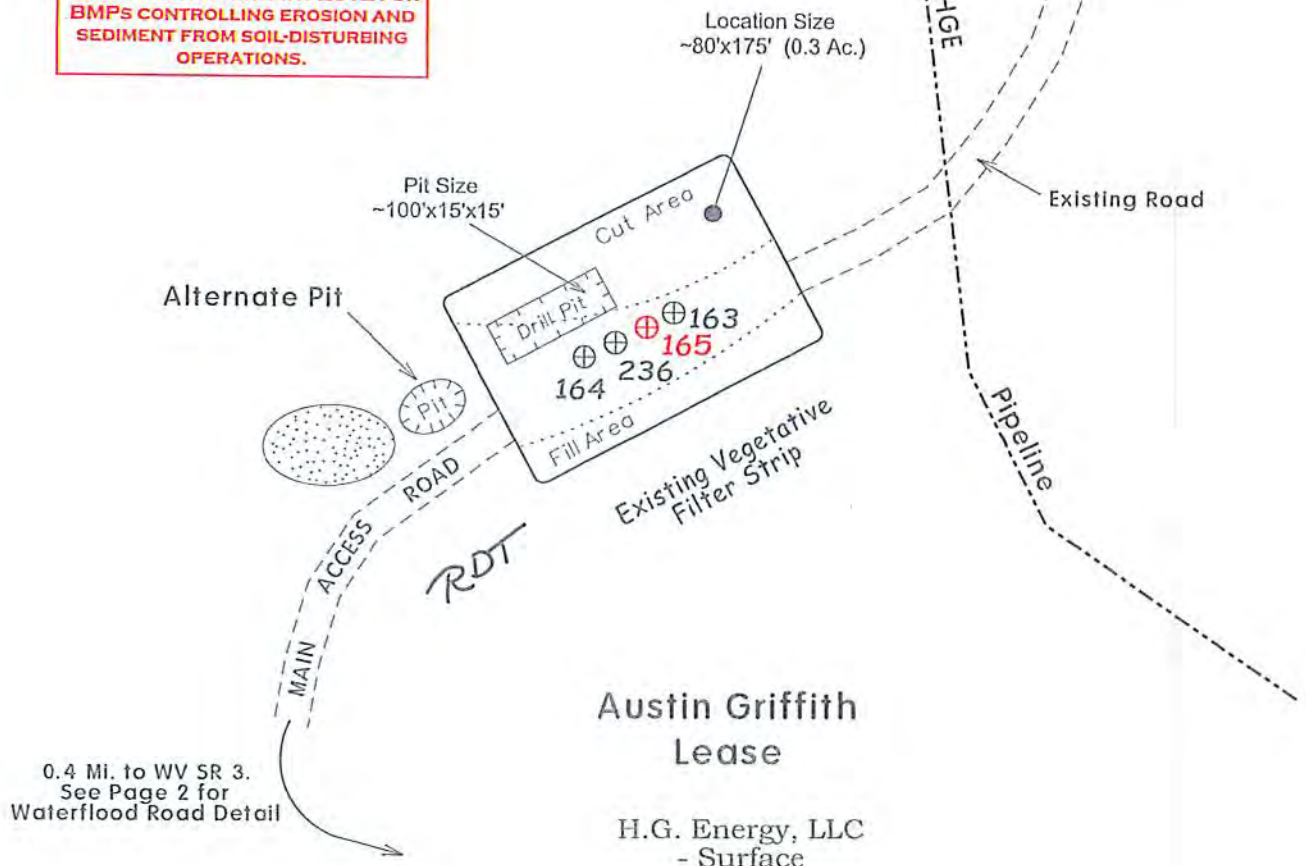 BMPs CONTROLLING EROSION AND
SEDIMENT FROM SOIL-DISTURBING
OPERATIONS.
Location Size
~80'x175' (0.3 Ac.)
HGE
Pit Size
~100'x15'x15'
Cut Area
Existing Road
Alternate Pit
Drill Pit
163
165
236
164
Pit
Fill Area
Existing Vegetative
Filter Strip
Pipeline
MAIN ACCESS ROAD
RDT
Austin Griffith
Lease
0.4 Mi. to WV SR 3.
See Page 2 for
Waterflood Road Detail
H.G. Energy, LLC
- Surface